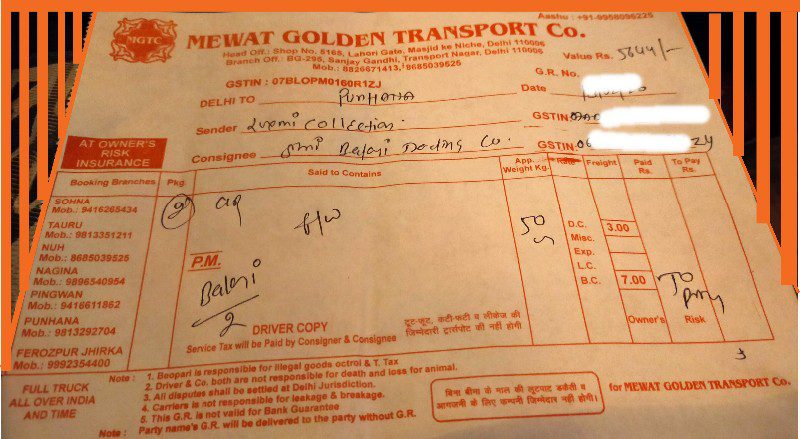 Aashu : +91-9958095225
MGTC
MEWAT GOLDEN TRANSPORT Co.
Head Off.: Shop No. 5165, Lahori Gate, Masjid ke Niche, Delhi 110006
Branch Off.: BG-295, Sanjay Gandhi, Transport Nagar, Delhi 110042
Mob.: 8826671413, 8685039525
Value Rs. 5644/-
GSTIN : 07BLOPM0160R1ZJ
G.R. No.
DELHI TO PUNHANA
Date
Sender Luxmi Collection.
GSTIN
Consignee Shri Balaji Trading Co.
GSTIN 06 ZY
AT OWNER'S
RISK
INSURANCE
Booking Branches Pkg. Said to Contains App. Weight Kg. Rate Freight Paid Rs. To Pay Rs.
SOHNA
Mob.: 9416265434
TAURU
Mob.: 9813351211
NUH
Mob.: 8685039525
NAGINA
Mob.: 9896540954
PINGWAN
Mob.: 9416611862
PUNHANA
Mob.: 9813292704
FEROZPUR JHIRKA
Mob.: 9992354400
2
50
P.M.
Balaji
2
D.C. 3.00
Misc.
Exp.
L.C.
B.C. 7.00
To pay
Owner's Risk
DRIVER COPY
Service Tax will be Paid by Consigner & Consignee
टूट-फूट, कटी-फटी व लीकेज की
जिम्मेदारी ट्रांसपोर्ट की नहीं होगी
FULL TRUCK
ALL OVER INDIA
AND TIME
Note : 1. Beopari is responsible for illegal goods octroi & T. Tax
2. Driver & Co. both are not responsible for death and loss for animal.
3. All disputes shall be settled at Delhi Jurisdiction.
4. Carriers is not responsible for leakage & breakage.
5. This G.R. is not valid for Bank Guarantee
Note : Party name's G.R. will be delivered to the party without G.R.
बिना बीमा के माल की लूटपाट डकैती व
आगजनी के लिए कम्पनी जिम्मेदार नहीं होगी।
for MEWAT GOLDEN TRANSPORT Co.